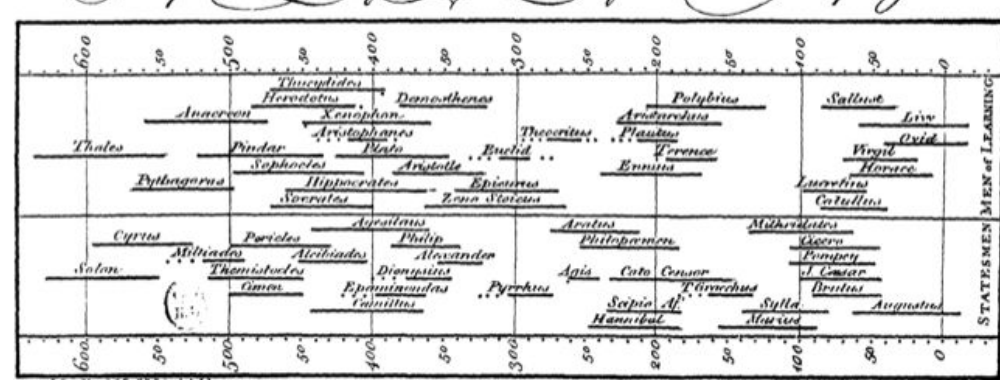 600 50 500 50 400 50 300 50 200 50 100 50 0
Thucydides
Herodotus Demosthenes Polybius Sallust
Anacreon Xenophan Aristarchus Livy
Aristophanes Theocritus Plautus Ovid
Thales Pindar Plato Euclid Terence Virgil
Sophocles Aristotle Ennius Horace
Pythagoras Hippocrates Epicurus Lucretius
Socrates Zeno Stoicus Catullus
MEN of LEARNING
Agesilaus Aratus Mithridates
Cyrus Pericles Philip Philopœmen Cicero
Miltiades Alcibiades Alexander Pompey
Solon Themistocles Dionysius Agis Cato Censor J. Cæsar
Cimon Epaminondas Pyrrhus T. Gracchus Brutus
Camillus Scipio Af. Sylla Augustus
Hannibal Marius
STATESMEN
600 50 500 50 400 50 300 50 200 50 100 50 0